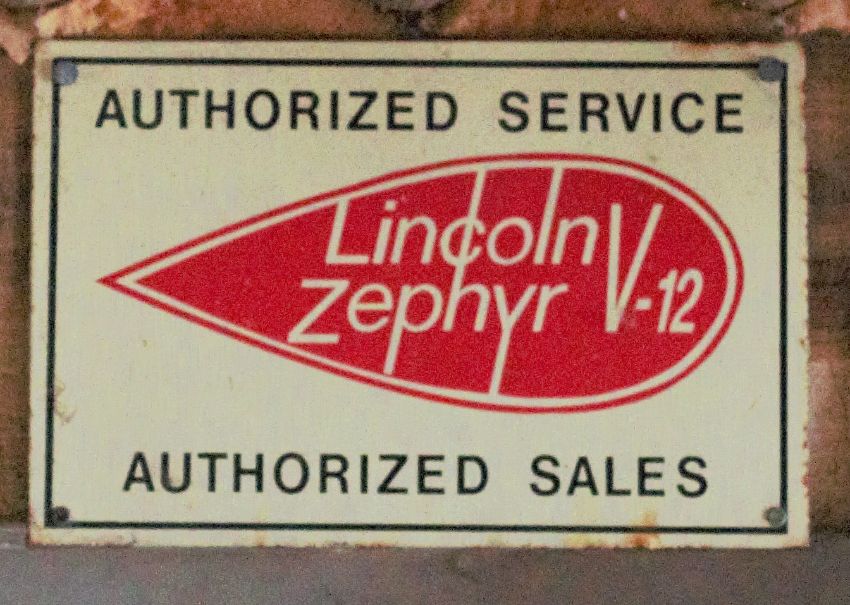 AUTHORIZED SERVICE
Lincoln
Zephyr V-12
AUTHORIZED SALES